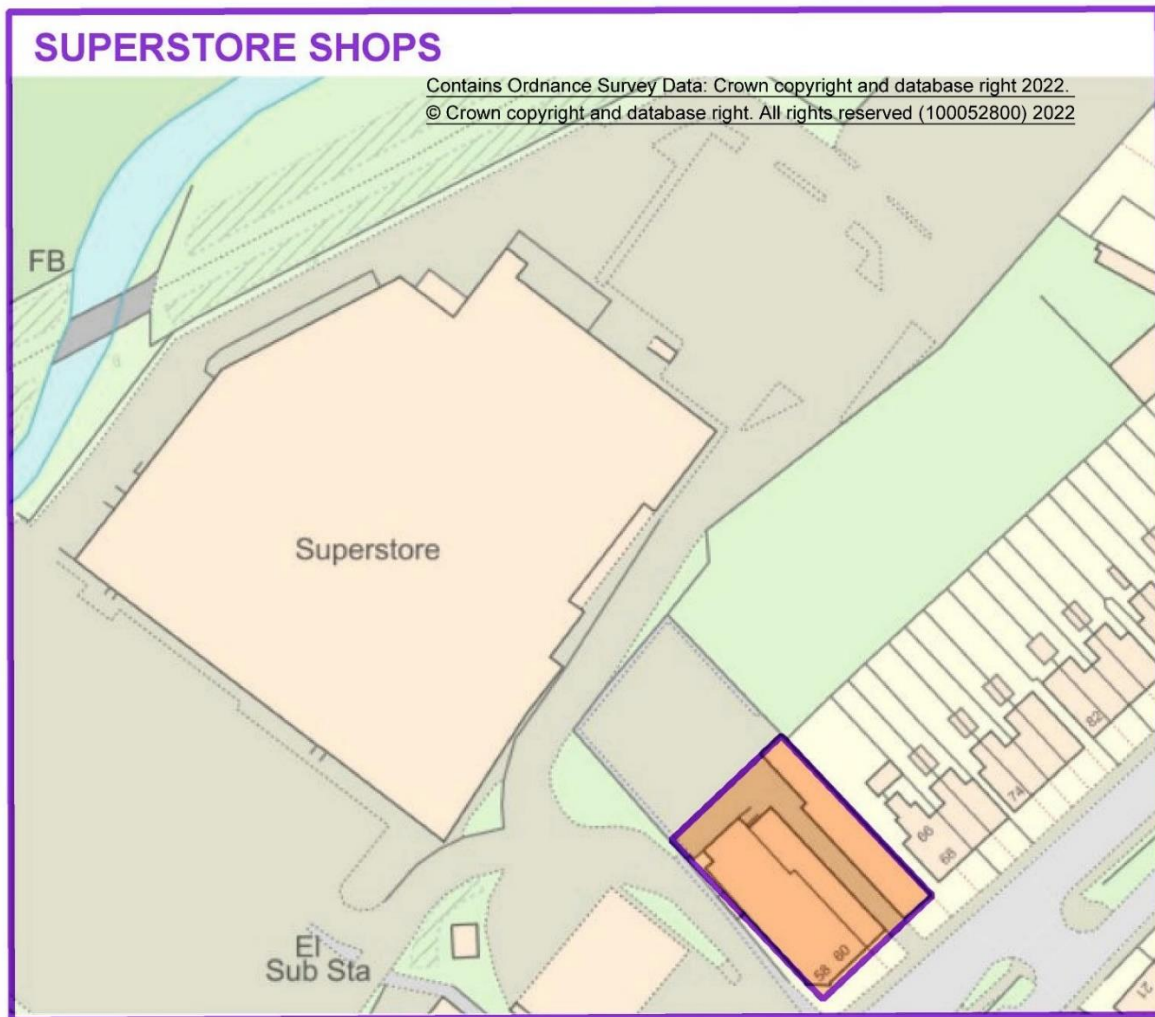 SUPERSTORE SHOPS
Contains Ordnance Survey Data: Crown copyright and database right 2022.
© Crown copyright and database right. All rights reserved (100052800) 2022
FB
Superstore
82
74
66
68
58 60
El
Sub Sta
21